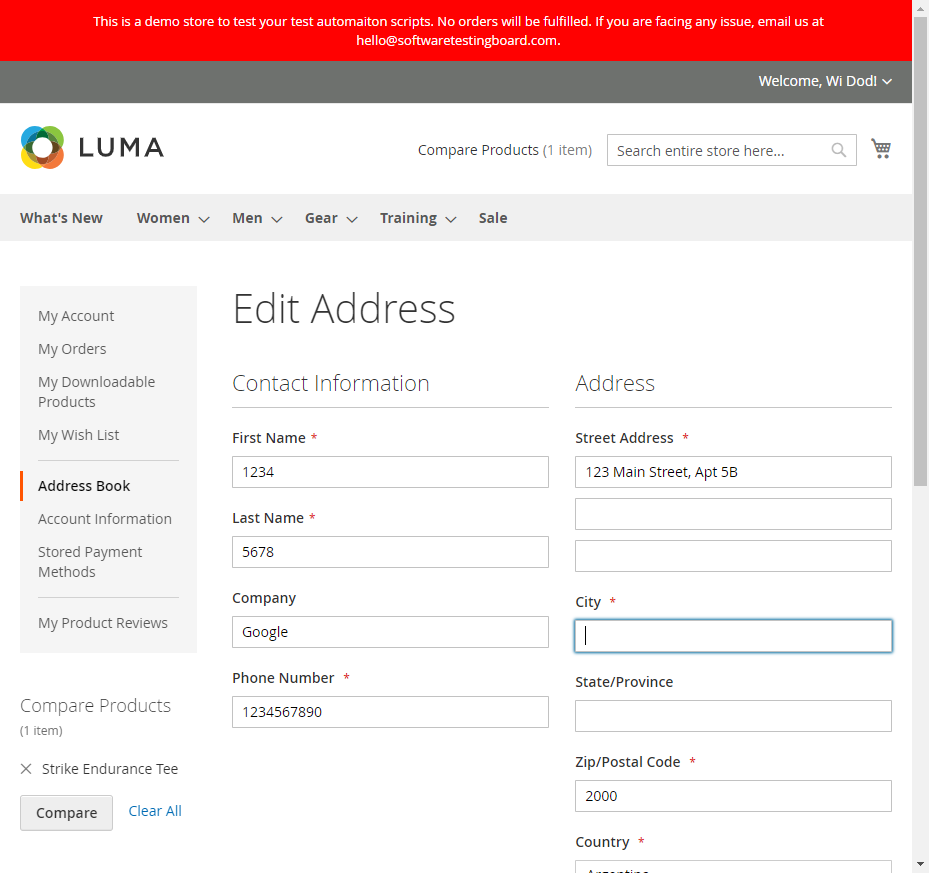 This is a demo store to test your test automaiton scripts. No orders will be fulfilled. If you are facing any issue, email us at
hello@softwaretestingboard.com.
Welcome, Wi Dod!
LUMA
Compare Products (1 item)
Search entire store here...
What's New
Women
Men
Gear
Training
Sale
My Account
My Orders
My Downloadable
Products
My Wish List
Address Book
Account Information
Stored Payment
Methods
My Product Reviews
Compare Products
(1 item)
Strike Endurance Tee
Compare
Clear All
Edit Address
Contact Information
First Name *
1234
Last Name *
5678
Company
Google
Phone Number *
1234567890
Address
Street Address *
123 Main Street, Apt 5B
City *
State/Province
Zip/Postal Code *
2000
Country *
Argentina